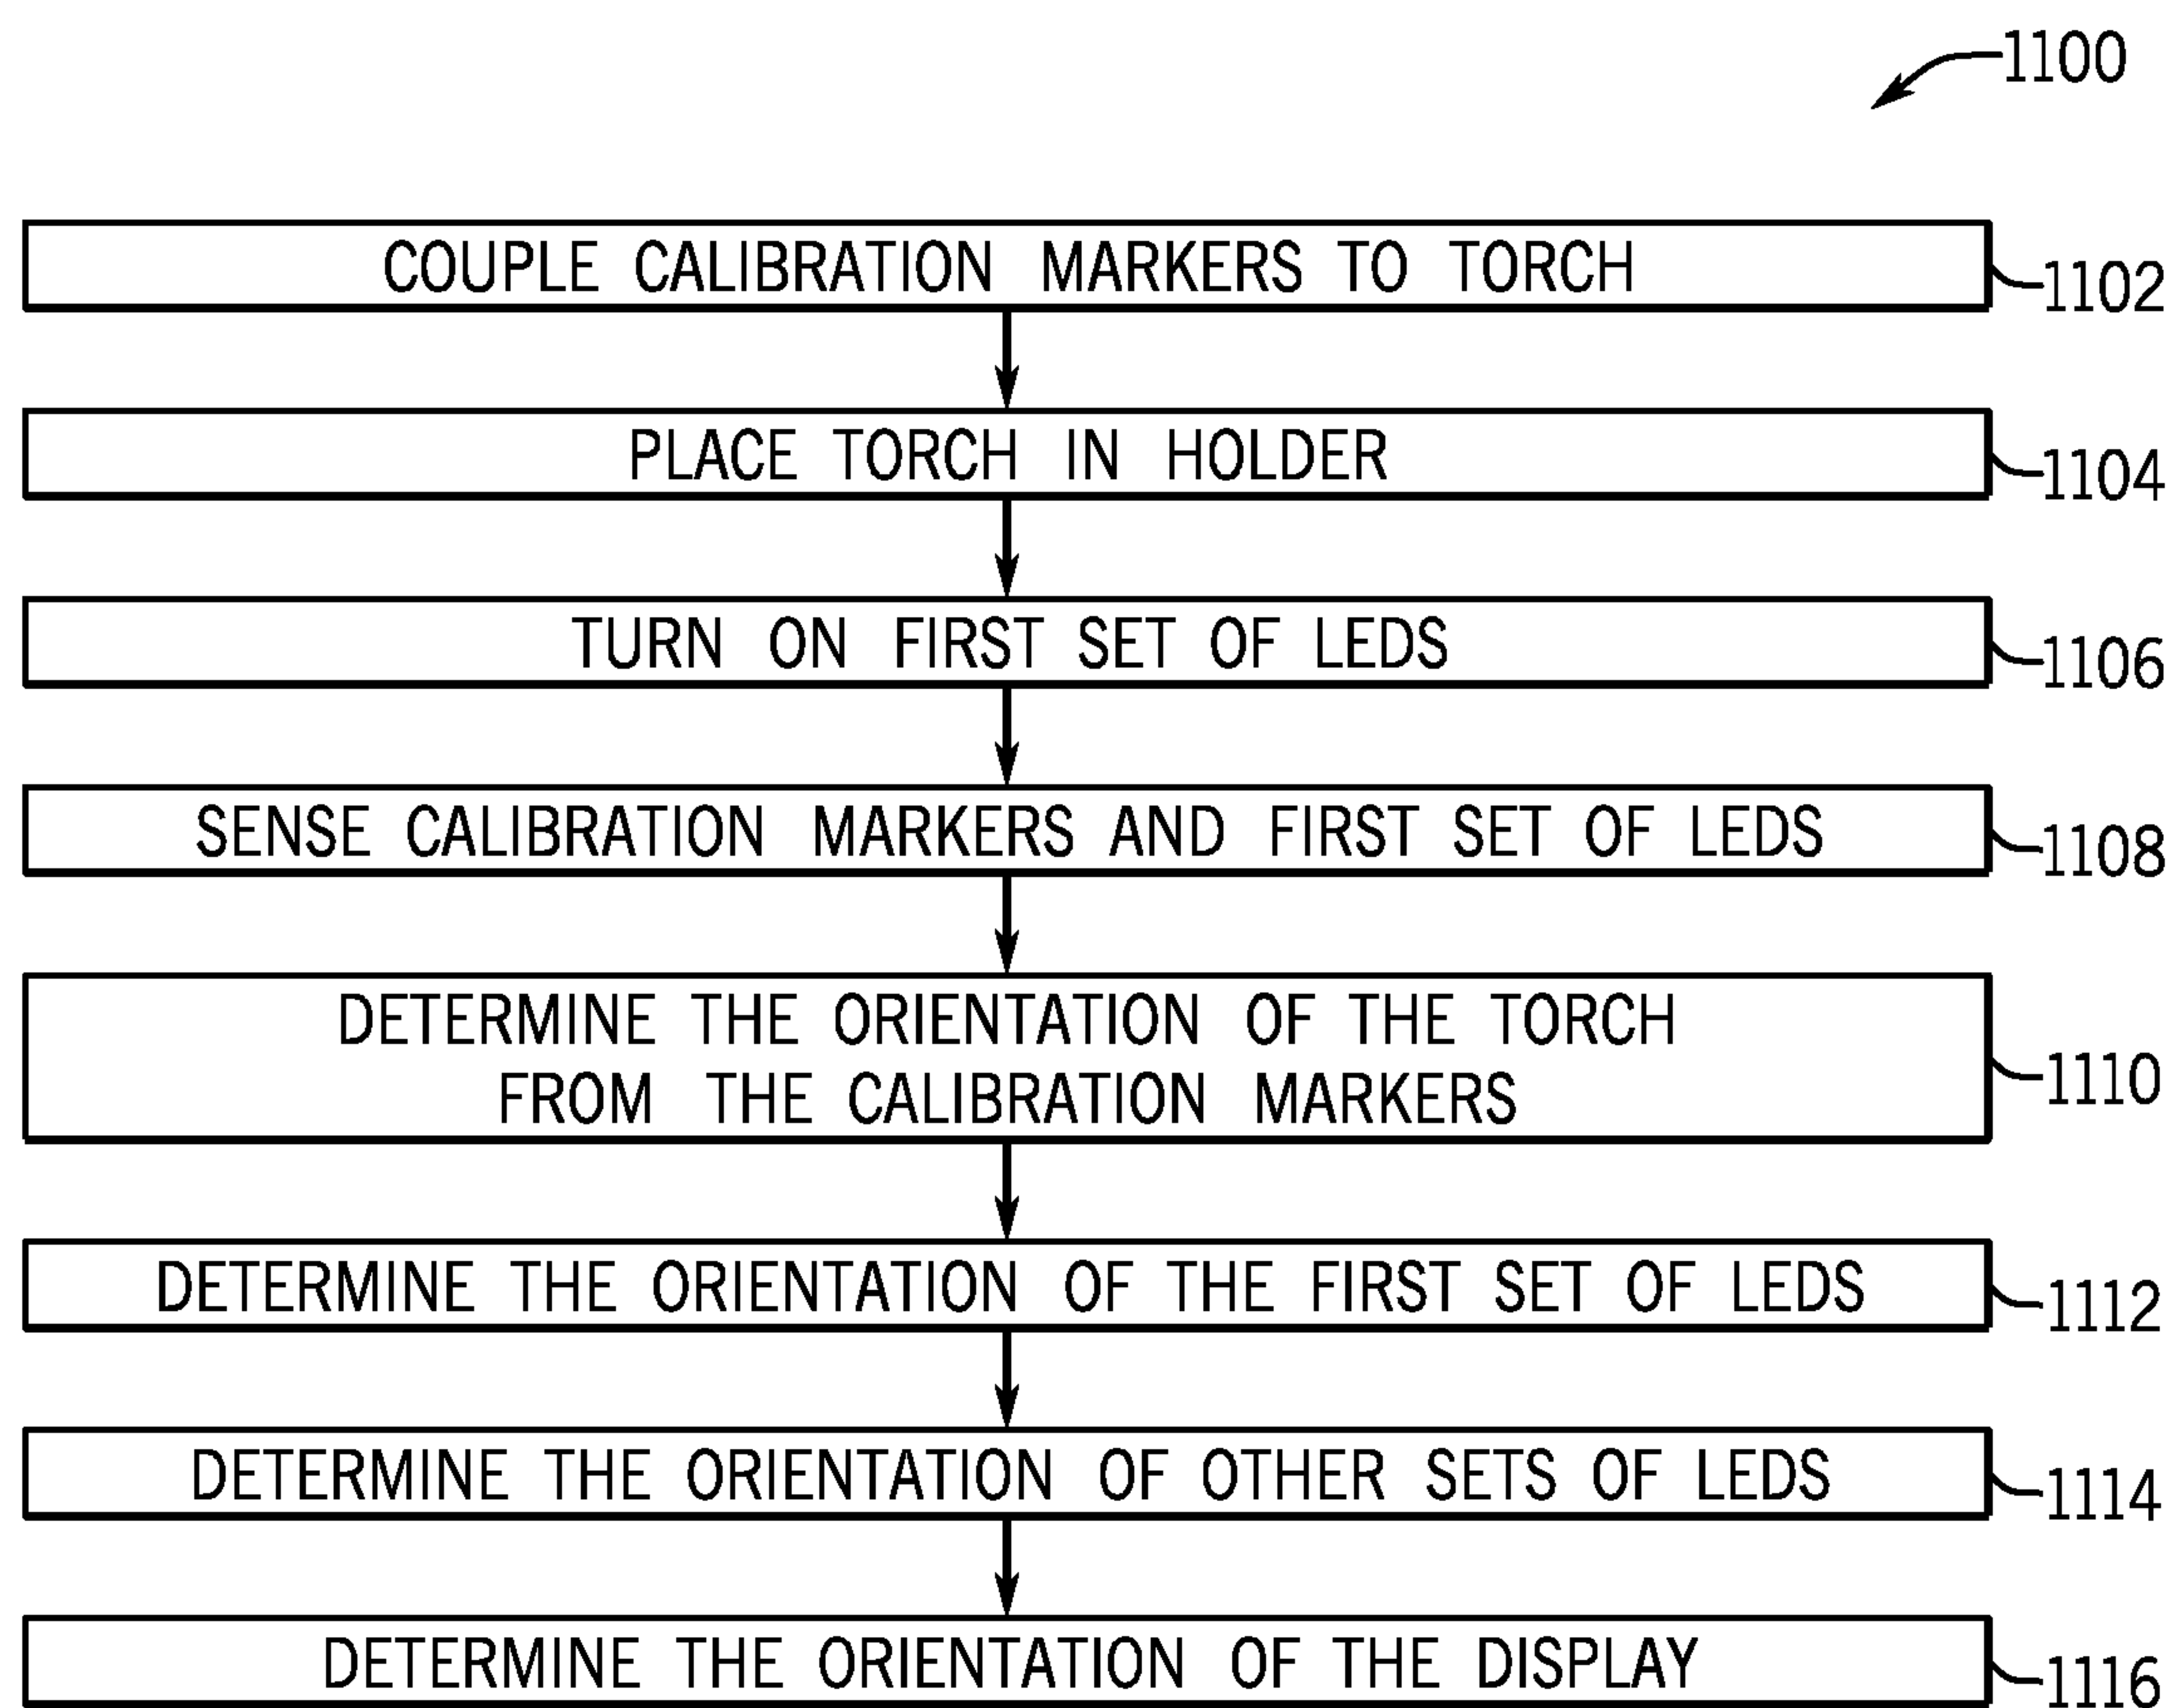 1100
COUPLE CALIBRATION MARKERS TO TORCH
1102
PLACE TORCH IN HOLDER
1104
TURN ON FIRST SET OF LEDS
1106
SENSE CALIBRATION MARKERS AND FIRST SET OF LEDS
1108
DETERMINE THE ORIENTATION OF THE TORCH
FROM THE CALIBRATION MARKERS
1110
DETERMINE THE ORIENTATION OF THE FIRST SET OF LEDS
1112
DETERMINE THE ORIENTATION OF OTHER SETS OF LEDS
1114
DETERMINE THE ORIENTATION OF THE DISPLAY
1116